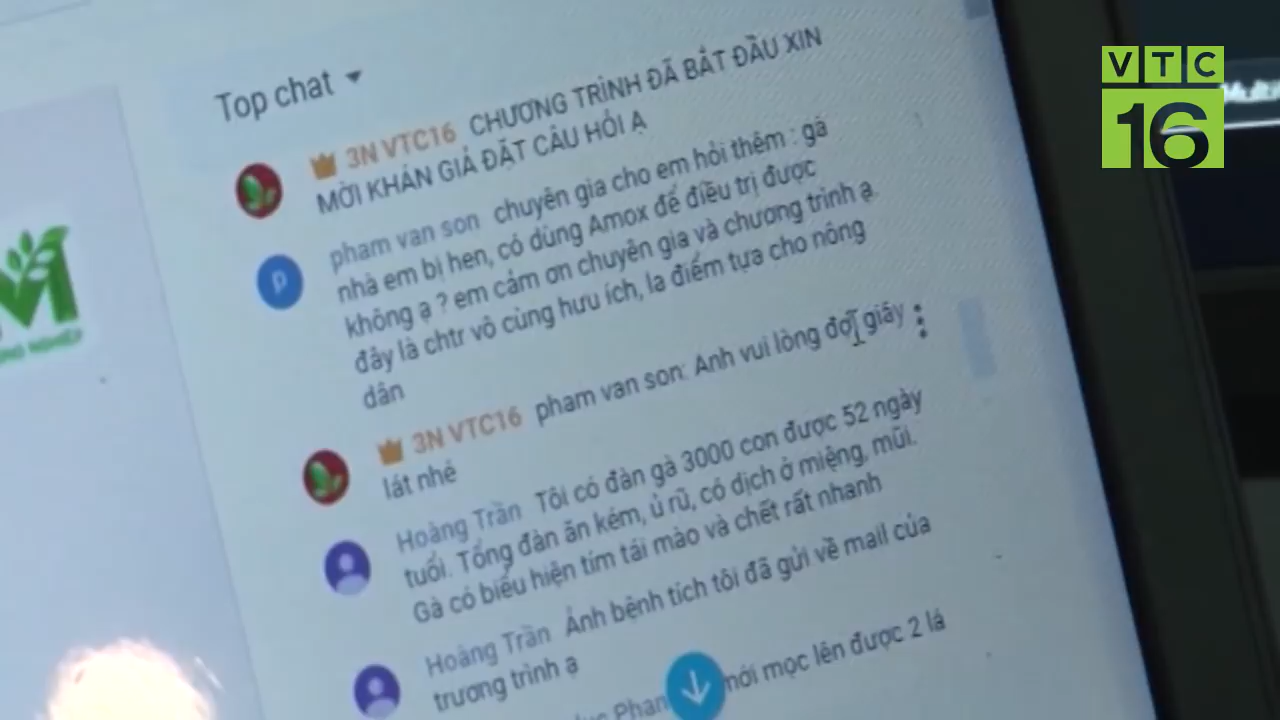 VTC
16
Top chat
3N VTC16 CHƯƠNG TRÌNH ĐÃ BẮT ĐẦU XIN
MỜI KHÁN GIẢ ĐẶT CÂU HỎI Ạ
pham van son chuyên gia cho em hỏi thêm : gà
nhà em bị hen, có dùng Amox để điều trị được
không ạ ? em cảm ơn chuyên gia và chương trình ạ.
đây là chtr vô cùng hưu ích, la điểm tựa cho nông
dân
3N VTC16 pham van son: Anh vui lòng đợi giây
lát nhé
Hoàng Trần Tôi có đàn gà 3000 con được 52 ngày
tuổi. Tổng đàn ăn kém, ủ rũ, có dịch ở miệng, mũi.
Gà có biểu hiện tím tái mào và chết rất nhanh
Hoàng Trần Ảnh bệnh tích tôi đã gửi về mail của
trương trình ạ
Phan mới mọc lên được 2 lá